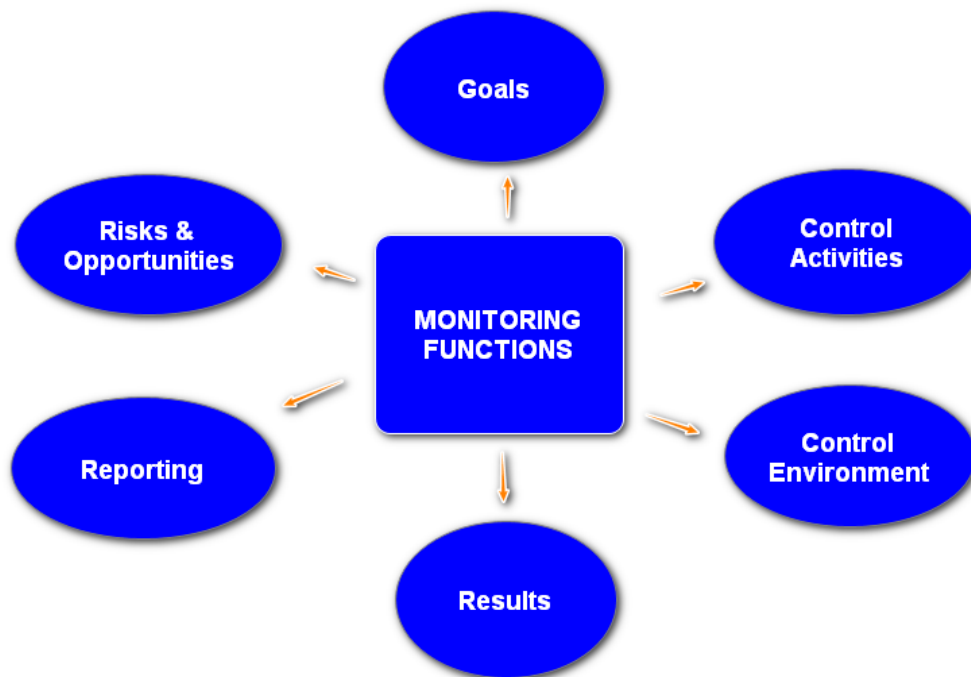 Goals
Risks &
Opportunities
Control
Activities
MONITORING
FUNCTIONS
Reporting
Control
Environment
Results